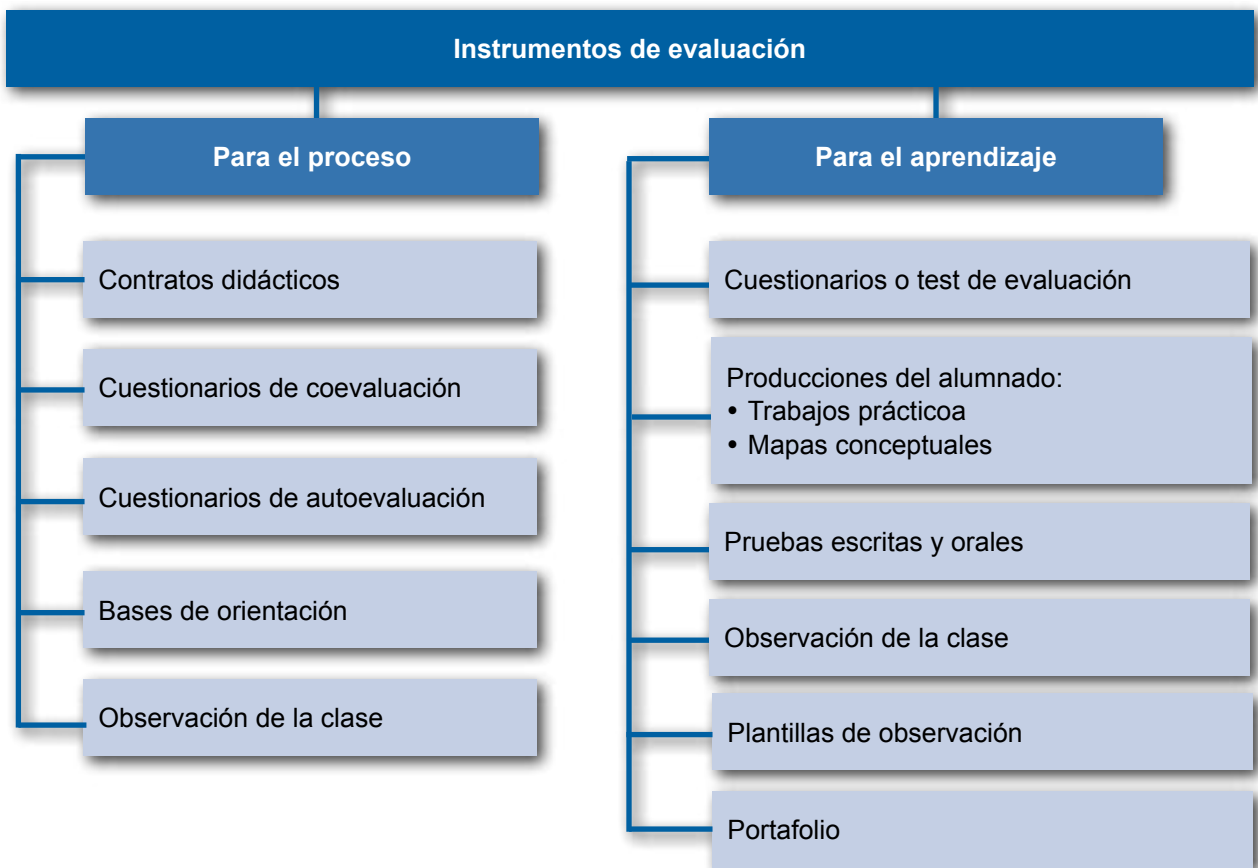 Instrumentos de evaluación
Para el proceso
Contratos didácticos
Cuestionarios de coevaluación
Cuestionarios de autoevaluación
Bases de orientación
Observación de la clase
Para el aprendizaje
Cuestionarios o test de evaluación
Producciones del alumnado:
• Trabajos prácticoa
• Mapas conceptuales
Pruebas escritas y orales
Observación de la clase
Plantillas de observación
Portafolio